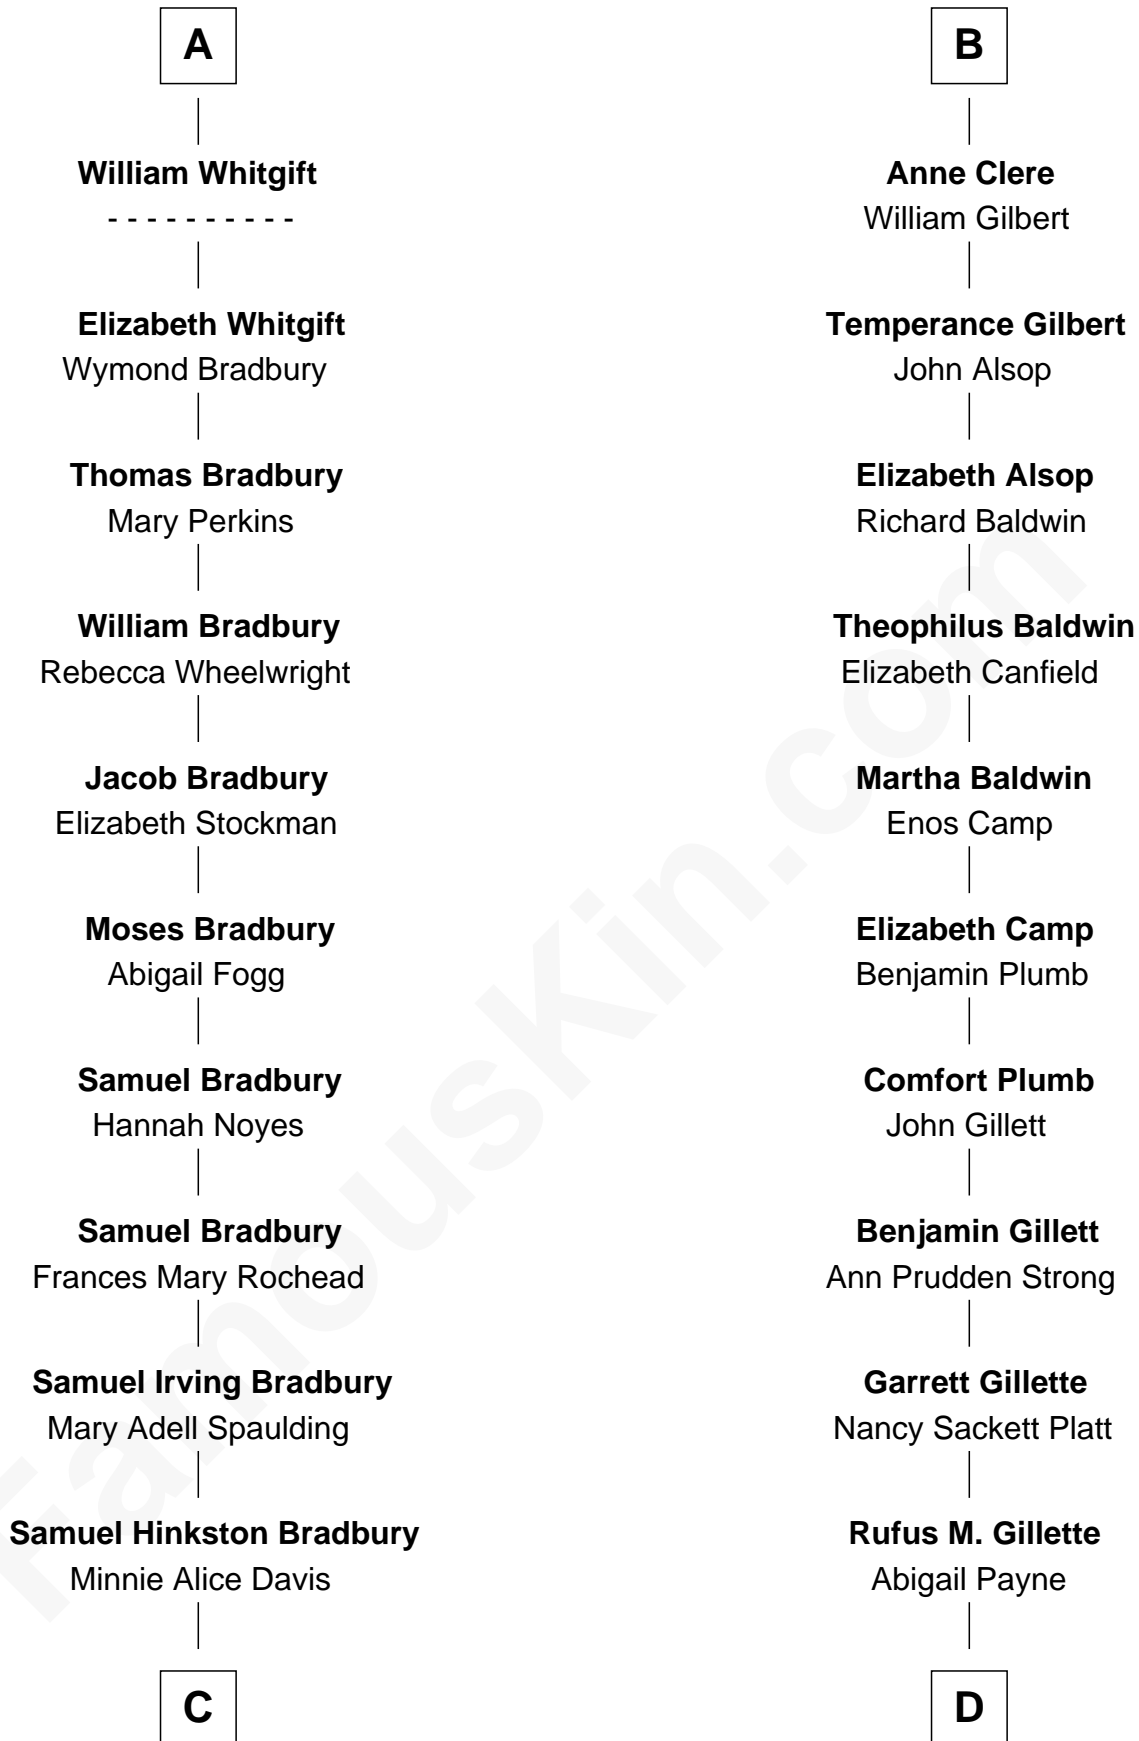 A
William Whitgift
- - - - - - - - - -
Elizabeth Whitgift
Wymond Bradbury
Thomas Bradbury
Mary Perkins
William Bradbury
Rebecca Wheelwright
Jacob Bradbury
Elizabeth Stockman
Moses Bradbury
Abigail Fogg
Samuel Bradbury
Hannah Noyes
Samuel Bradbury
Frances Mary Rochead
Samuel Irving Bradbury
Mary Adell Spaulding
Samuel Hinkston Bradbury
Minnie Alice Davis
C
B
Anne Clere
William Gilbert
Temperance Gilbert
John Alsop
Elizabeth Alsop
Richard Baldwin
Theophilus Baldwin
Elizabeth Canfield
Martha Baldwin
Enos Camp
Elizabeth Camp
Benjamin Plumb
Comfort Plumb
John Gillett
Benjamin Gillett
Ann Prudden Strong
Garrett Gillette
Nancy Sackett Platt
Rufus M. Gillette
Abigail Payne
D
FamousKin.com